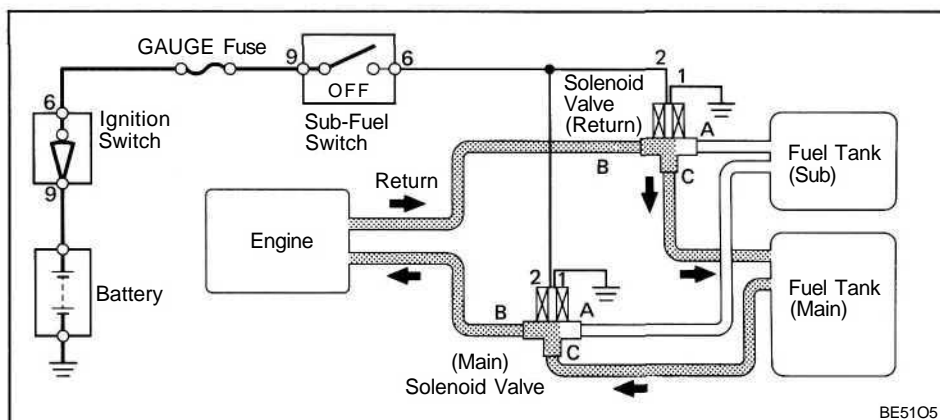 GAUGE Fuse
9
6
OFF
Sub-Fuel
Switch
6
Ignition
Switch
9
Battery
2
1
Solenoid
Valve
(Return)
A
B
C
Fuel Tank
(Sub)
Return
Engine
2
1
B
A
C
(Main)
Solenoid Valve
Fuel Tank
(Main)
BE51O5